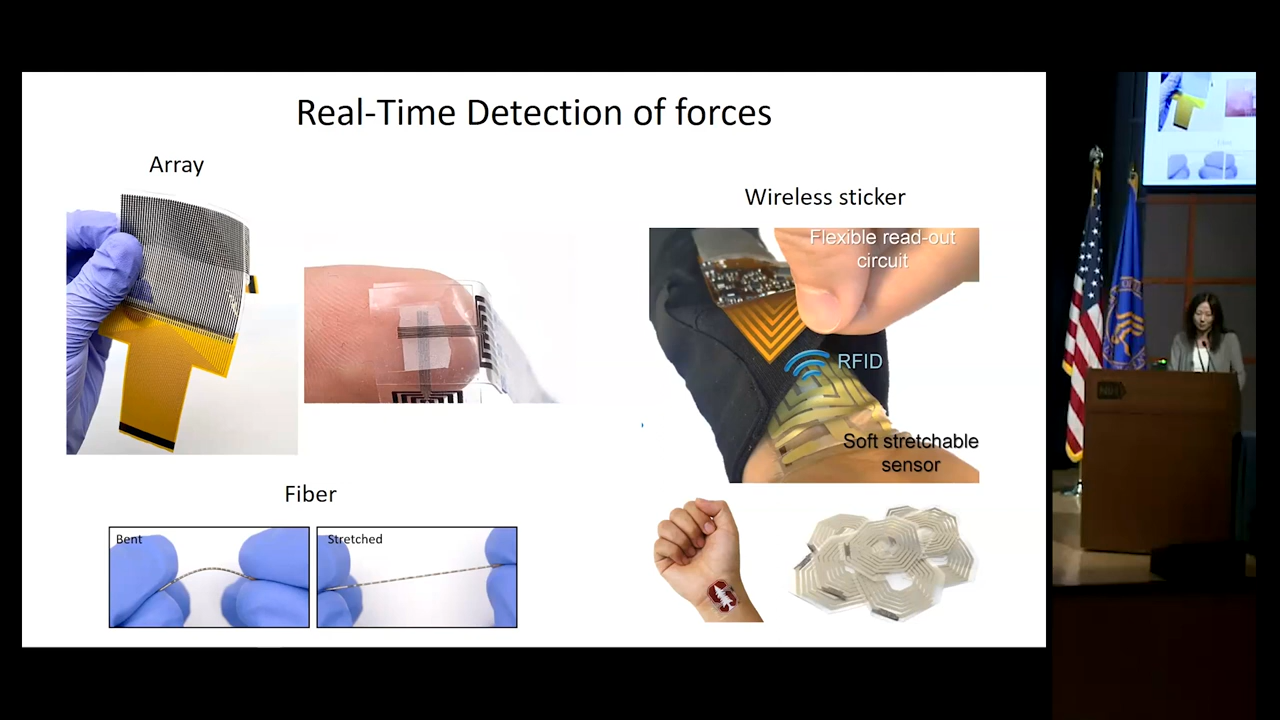 Real-Time Detection of forces
Array
Wireless sticker
Flexible read-out
circuit
RFID
Soft stretchable
sensor
Fiber
Bent
Stretched